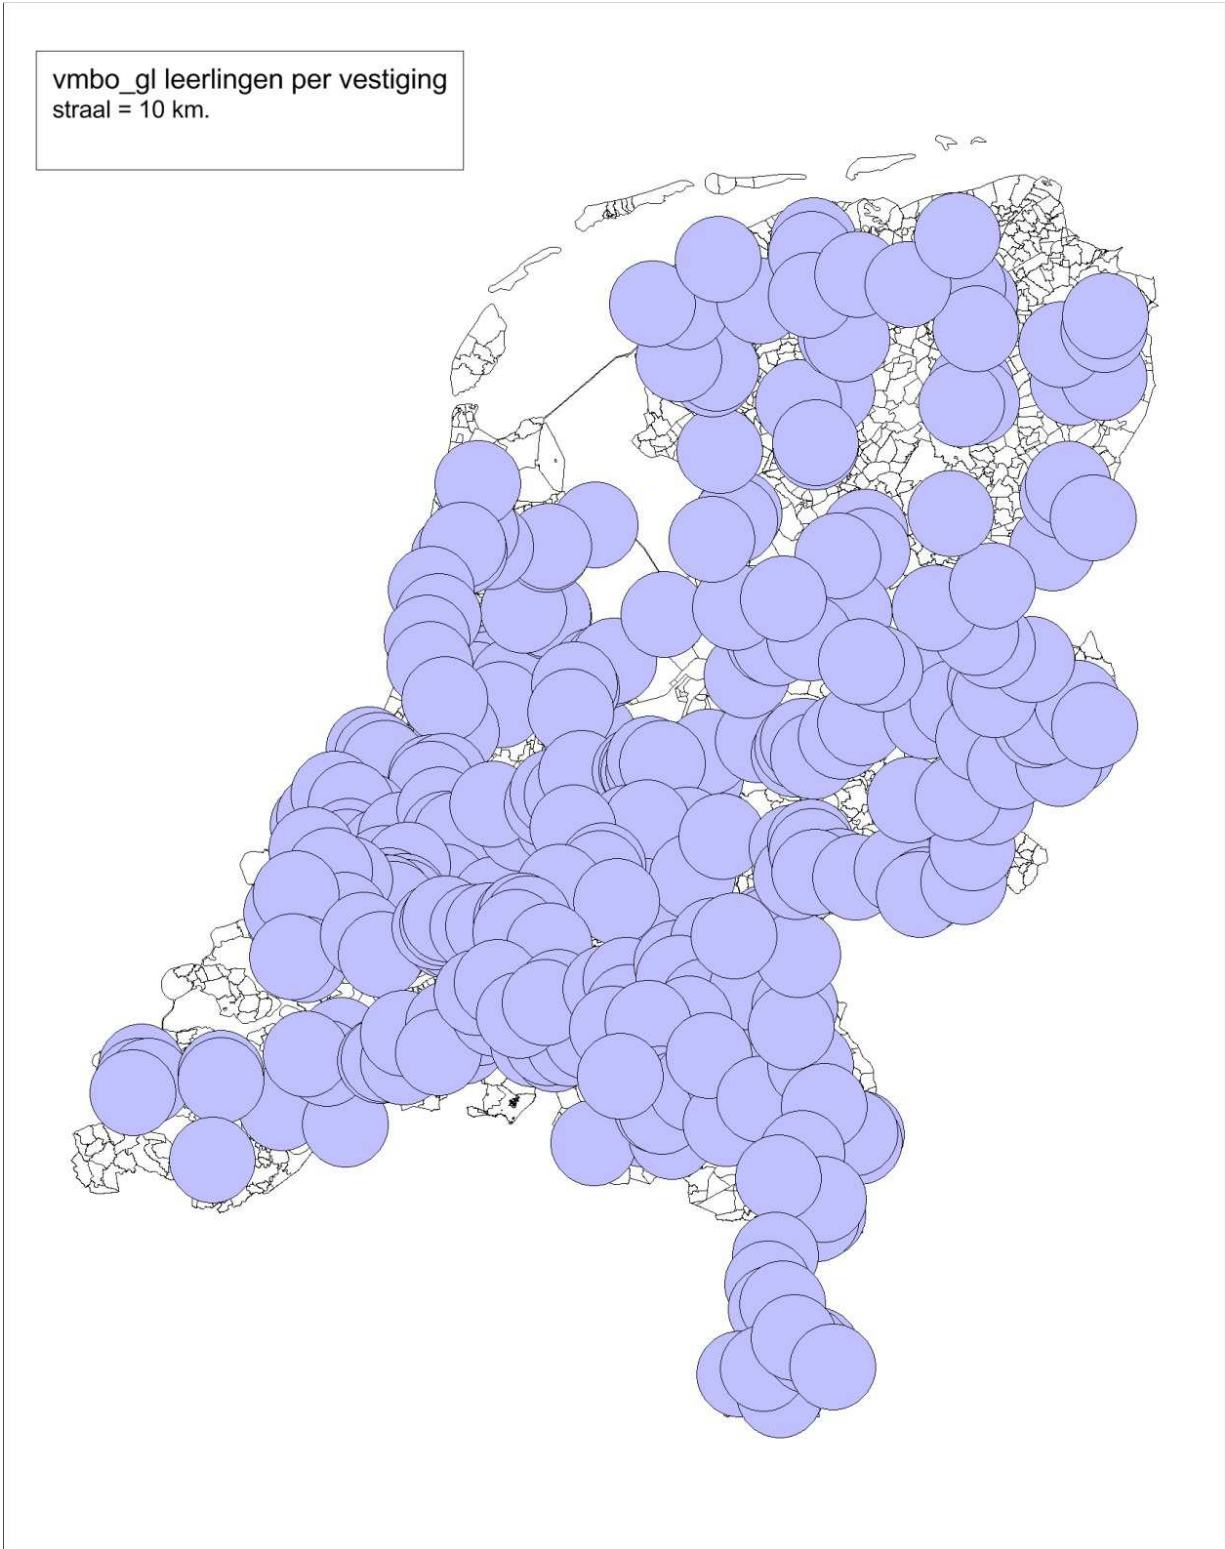 vmbo_gl leerlingen per vestiging
straal = 10 km.